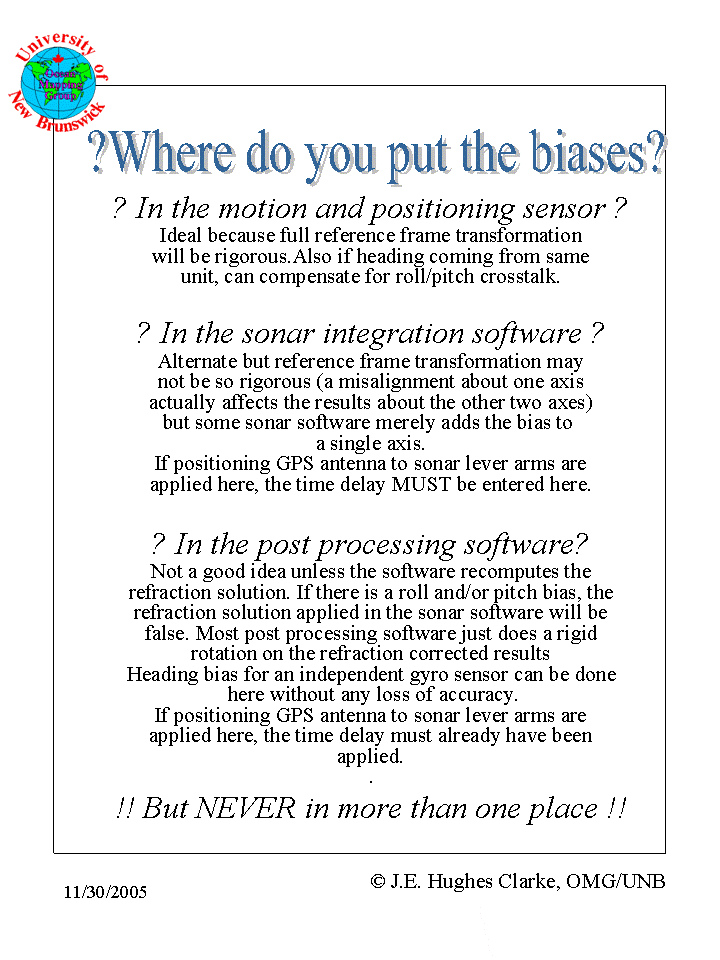 University of
Ocean
Mapping
Group
New Brunswick
?Where do you put the biases?
? In the motion and positioning sensor ?
Ideal because full reference frame transformation
will be rigorous.Also if heading coming from same
unit, can compensate for roll/pitch crosstalk.
? In the sonar integration software ?
Alternate but reference frame transformation may
not be so rigorous (a misalignment about one axis
actually affects the results about the other two axes)
but some sonar software merely adds the bias to
a single axis.
If positioning GPS antenna to sonar lever arms are
applied here, the time delay MUST be entered here.
? In the post processing software?
Not a good idea unless the software recomputes the
refraction solution. If there is a roll and/or pitch bias, the
refraction solution applied in the sonar software will be
false. Most post processing software just does a rigid
rotation on the refraction corrected results
Heading bias for an independent gyro sensor can be done
here without any loss of accuracy.
If positioning GPS antenna to sonar lever arms are
applied here, the time delay must already have been
applied.
.
!! But NEVER in more than one place !!
11/30/2005
© J.E. Hughes Clarke, OMG/UNB